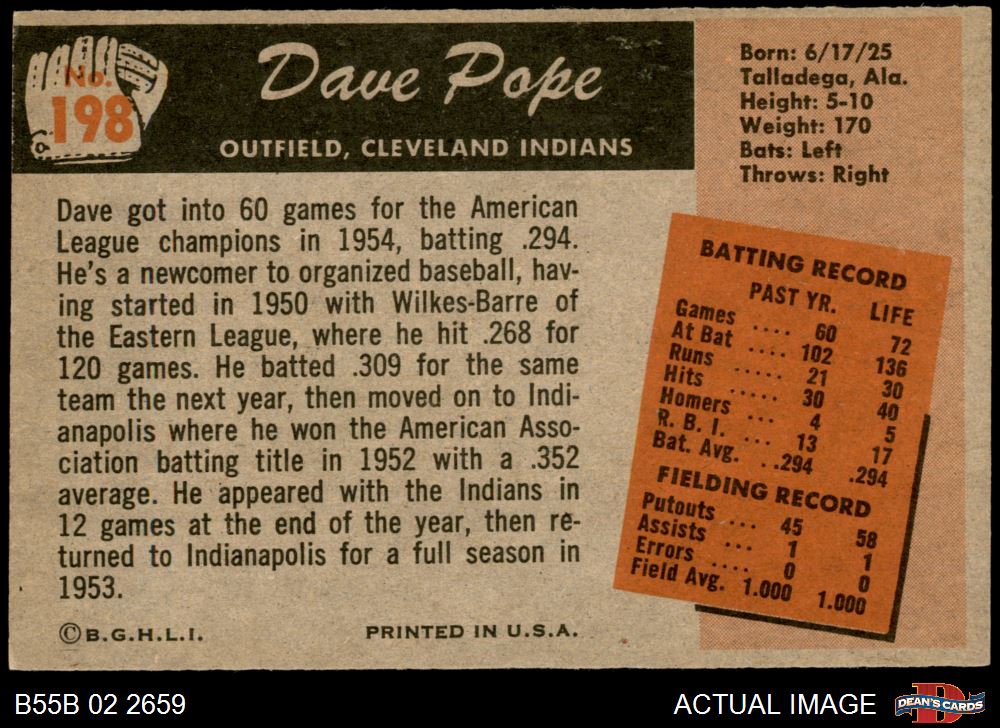 No.
198
Dave Pope
OUTFIELD, CLEVELAND INDIANS
Born: 6/17/25
Talladega, Ala.
Height: 5-10
Weight: 170
Bats: Left
Throws: Right
Dave got into 60 games for the American
League champions in 1954, batting .294.
He's a newcomer to organized baseball, hav-
ing started in 1950 with Wilkes-Barre of
the Eastern League, where he hit .268 for
120 games. He batted .309 for the same
team the next year, then moved on to Indi-
anapolis where he won the American Asso-
ciation batting title in 1952 with a .352
average. He appeared with the Indians in
12 games at the end of the year, then re-
turned to Indianapolis for a full season in
1953.
BATTING RECORD
PAST YR. LIFE
Games .... 60 72
At Bat .... 102 136
Runs ..... 21 30
Hits ..... 30 40
Homers ... 4 5
R. B. I. ... 13 17
Bat. Avg. ..294 .294
FIELDING RECORD
Putouts ... 45 58
Assists ... 1 1
Errors .... 0 0
Field Avg. 1.000 1.000
©B.G.H.L.I. PRINTED IN U.S.A.
B55B 02 2659 ACTUAL IMAGE
D
DEAN'S CARDS